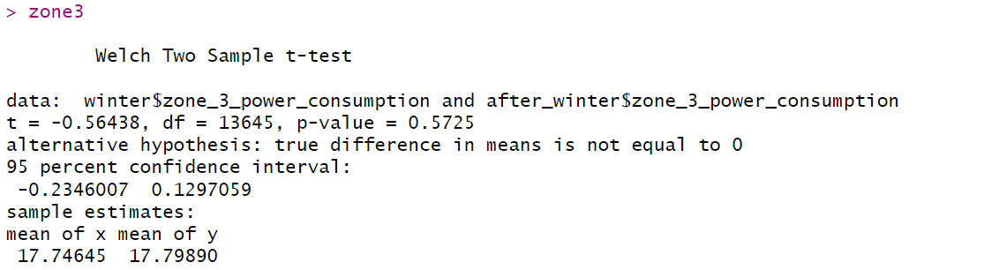 > zone3
Welch Two Sample t-test
data:  winter$zone_3_power_consumption and after_winter$zone_3_power_consumption
t = -0.56438, df = 13645, p-value = 0.5725
alternative hypothesis: true difference in means is not equal to 0
95 percent confidence interval:
-0.2346007  0.1297059
sample estimates:
mean of x mean of y
17.74645  17.79890